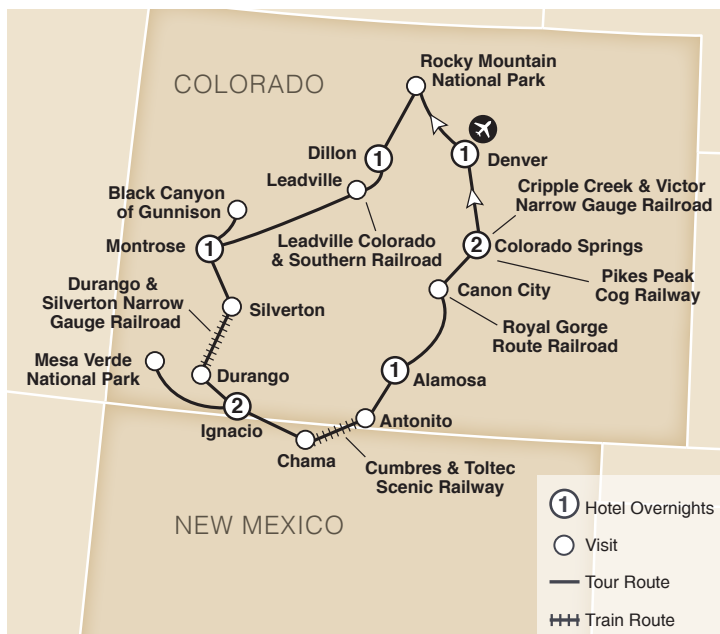 Rocky Mountain
National Park
COLORADO
1
Denver
Dillon
1
Leadville
Cripple Creek & Victor
Narrow Gauge Railroad
Black Canyon
of Gunnison
Montrose
1
Leadville Colorado
& Southern Railroad
2
Colorado Springs
Pikes Peak
Cog Railway
Durango &
Silverton Narrow
Gauge Railroad
Silverton
Canon City
Royal Gorge
Route Railroad
Mesa Verde
National Park
Durango
1
Alamosa
2
Ignacio
Antonito
Chama
Cumbres & Toltec
Scenic Railway
NEW MEXICO
1
Hotel Overnights
Visit
Tour Route
Train Route